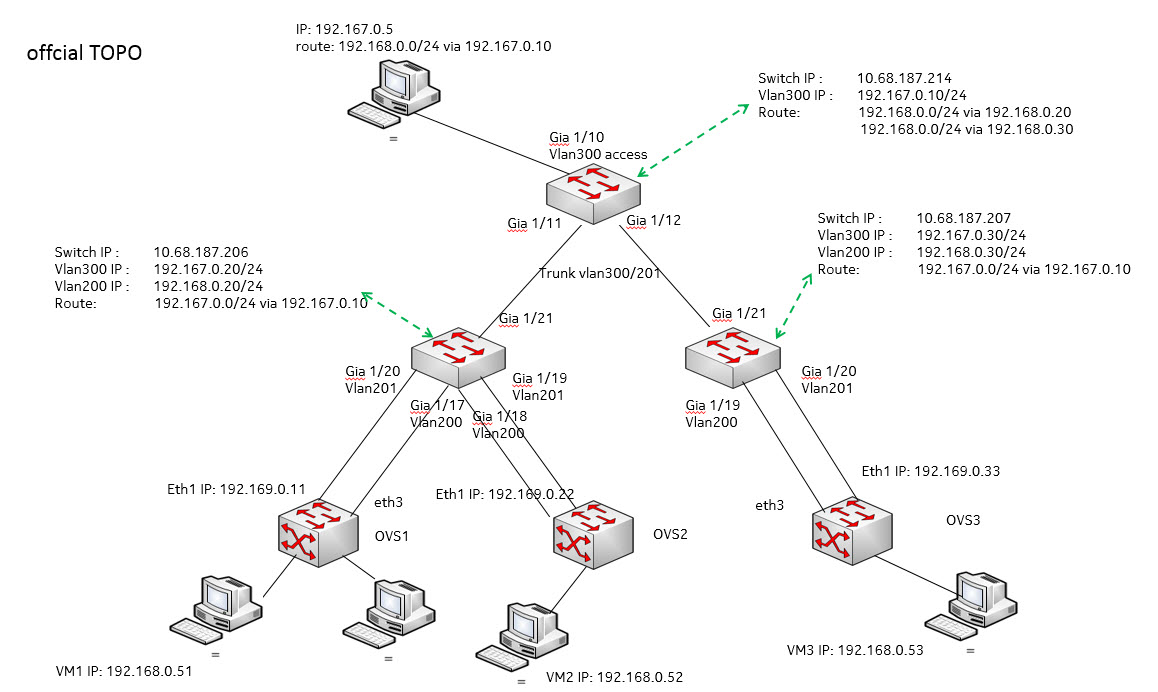 offcial TOPO
IP: 192.167.0.5
route: 192.168.0.0/24 via 192.167.0.10
=
Switch IP : 10.68.187.214
Vlan300 IP : 192.167.0.10/24
Route: 192.168.0.0/24 via 192.168.0.20
192.168.0.0/24 via 192.168.0.30
Gia 1/10
Vlan300 access
Gia 1/11
Gia 1/12
Switch IP : 10.68.187.207
Vlan300 IP : 192.167.0.30/24
Vlan200 IP : 192.168.0.30/24
Route: 192.167.0.0/24 via 192.167.0.10
Switch IP : 10.68.187.206
Vlan300 IP : 192.167.0.20/24
Vlan200 IP : 192.168.0.20/24
Route: 192.167.0.0/24 via 192.167.0.10
Trunk vlan300/201
Gia 1/21
Gia 1/21
Gia 1/20
Vlan201
Gia 1/17
Vlan200
Gia 1/18
Vlan200
Gia 1/19
Vlan201
Gia 1/19
Vlan200
Gia 1/20
Vlan201
Eth1 IP: 192.169.0.11
eth3
OVS1
Eth1 IP: 192.169.0.22
OVS2
eth3
Eth1 IP: 192.169.0.33
OVS3
=
VM1 IP: 192.168.0.51
=
=
VM2 IP: 192.168.0.52
VM3 IP: 192.168.0.53
=